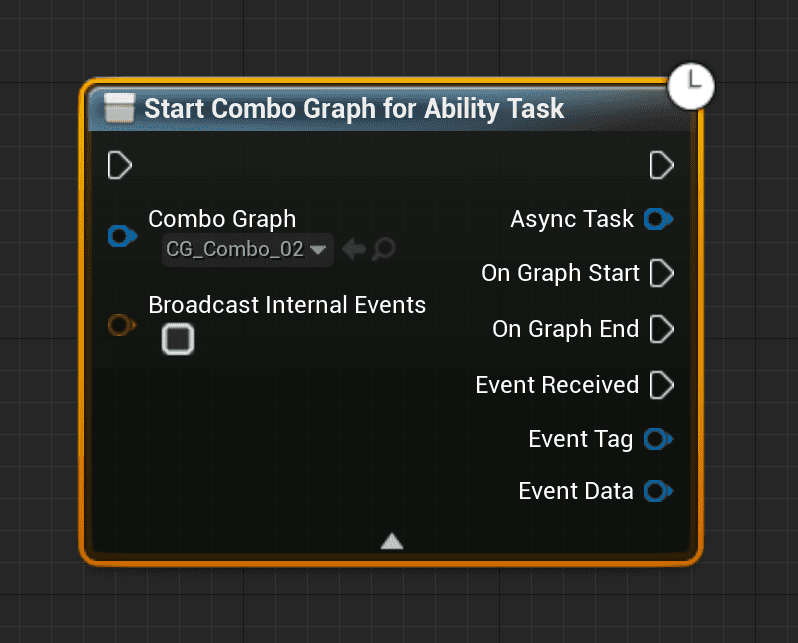 Start Combo Graph for Ability Task
Combo Graph
CG_Combo_02
Broadcast Internal Events
Async Task
On Graph Start
On Graph End
Event Received
Event Tag
Event Data